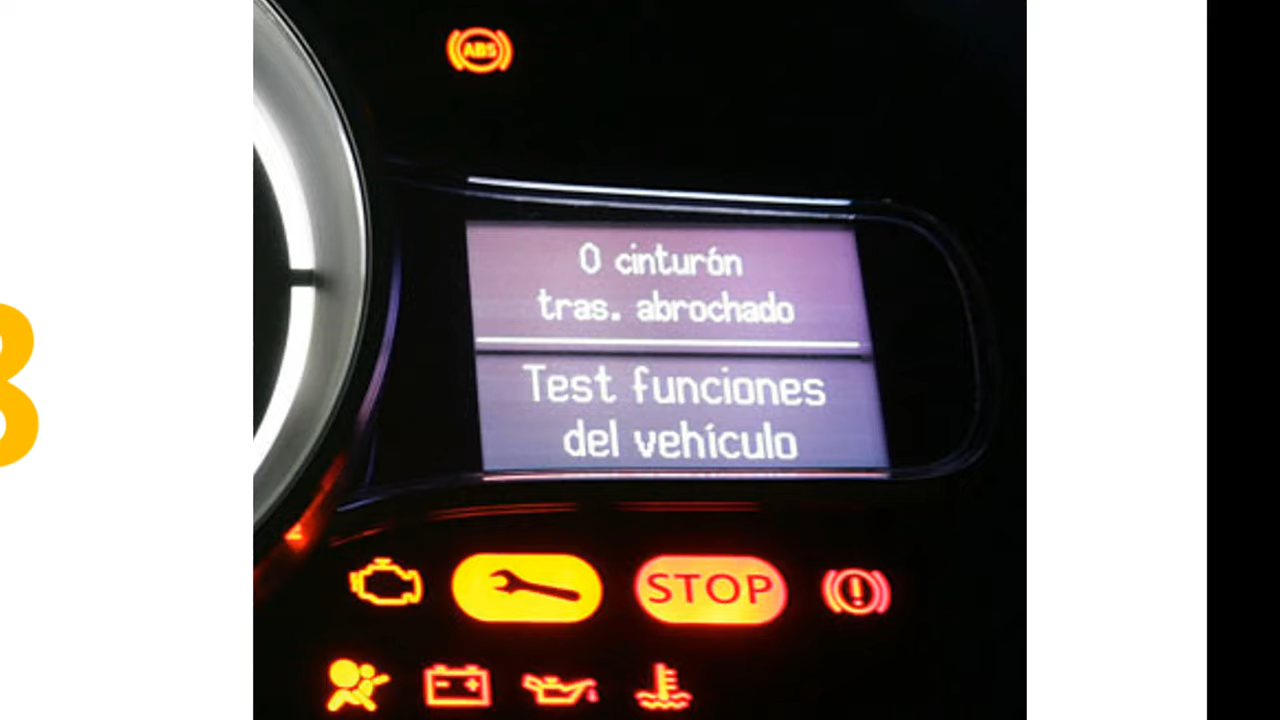 ABS
0 cinturón
tras. abrochado
Test funciones
del vehículo
STOP